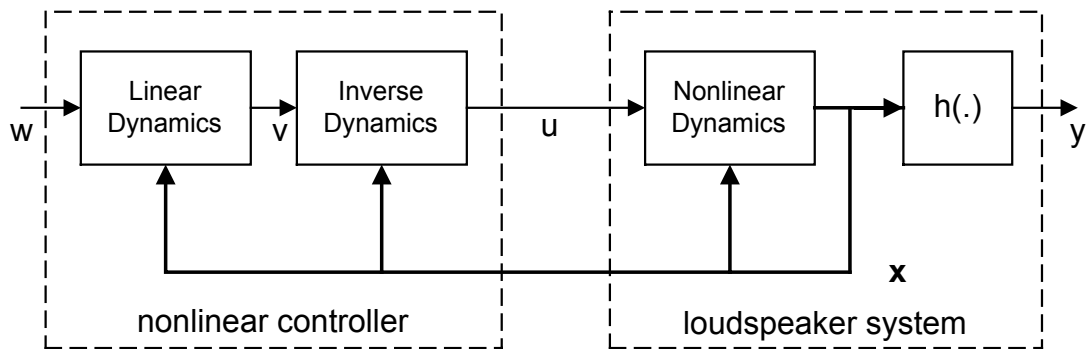 Linear
Dynamics
Inverse
Dynamics
Nonlinear
Dynamics
h(.)
w
v
u
y
x
nonlinear controller
loudspeaker system